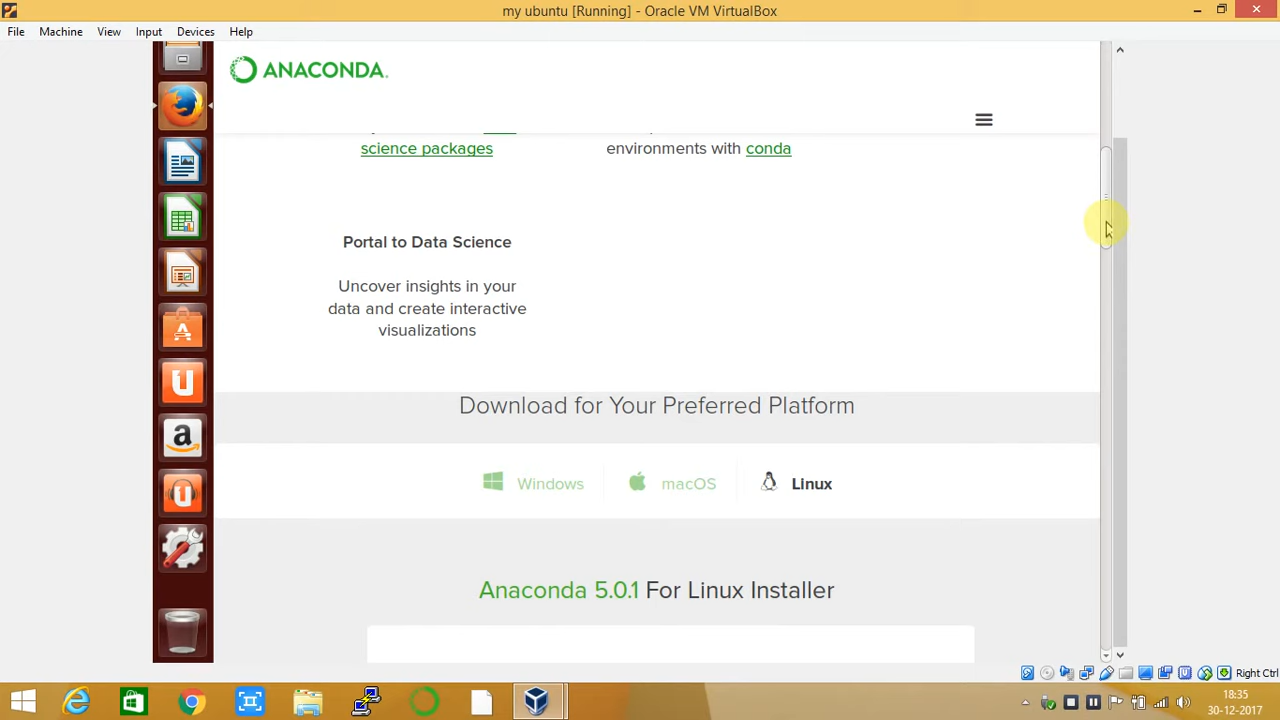 my ubuntu [Running] - Oracle VM VirtualBox
File Machine View Input Devices Help
ANACONDA.
science packages
environments with conda
Portal to Data Science
Uncover insights in your
data and create interactive
visualizations
Download for Your Preferred Platform
Windows
macOS
Linux
Anaconda 5.0.1 For Linux Installer
Right Ctrl
18:35
30-12-2017